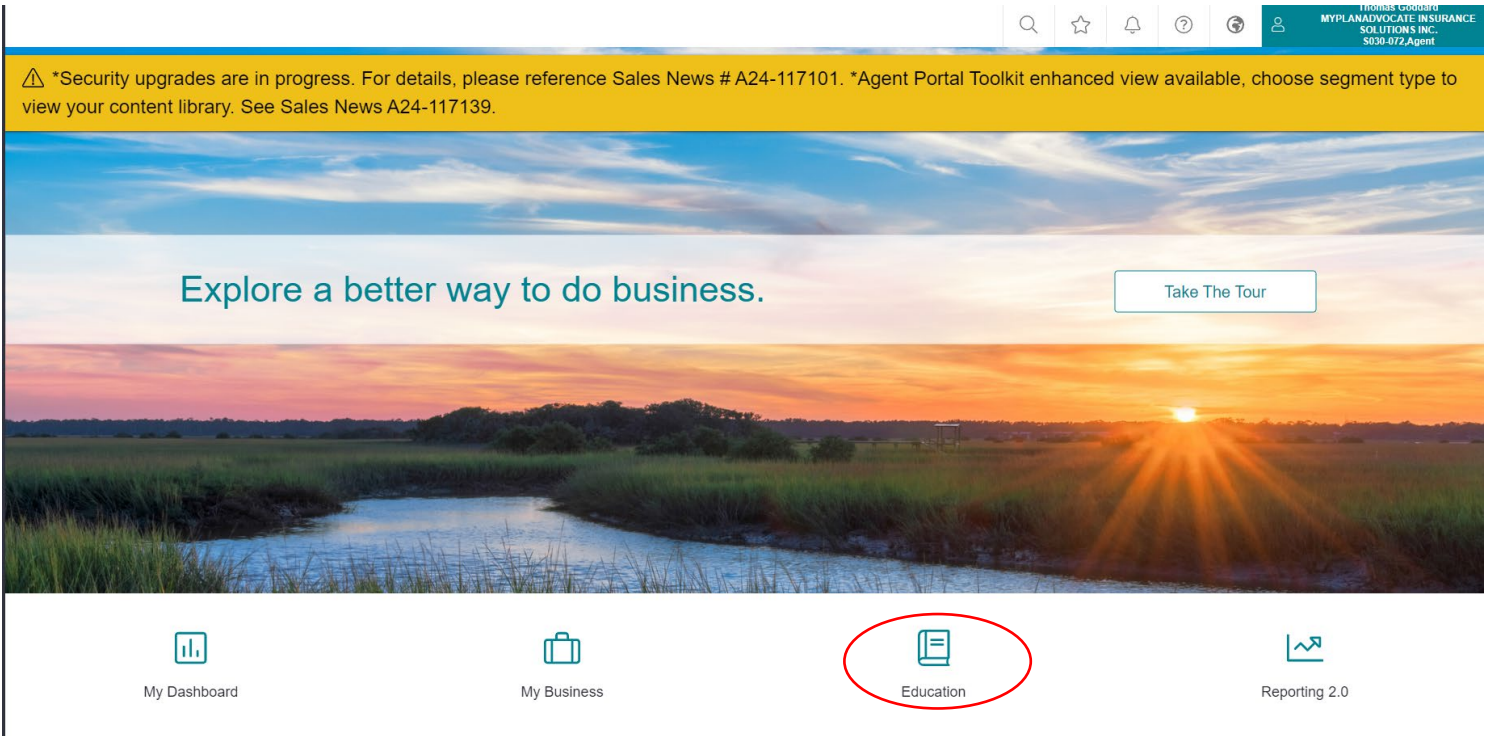 Thomas Goddard
MYPLANADVOCATE INSURANCE
SOLUTIONS INC.
S030-072,Agent
*Security upgrades are in progress. For details, please reference Sales News # A24-117101. *Agent Portal Toolkit enhanced view available, choose segment type to
view your content library. See Sales News A24-117139.
Explore a better way to do business.
Take The Tour
My Dashboard
My Business
Education
Reporting 2.0